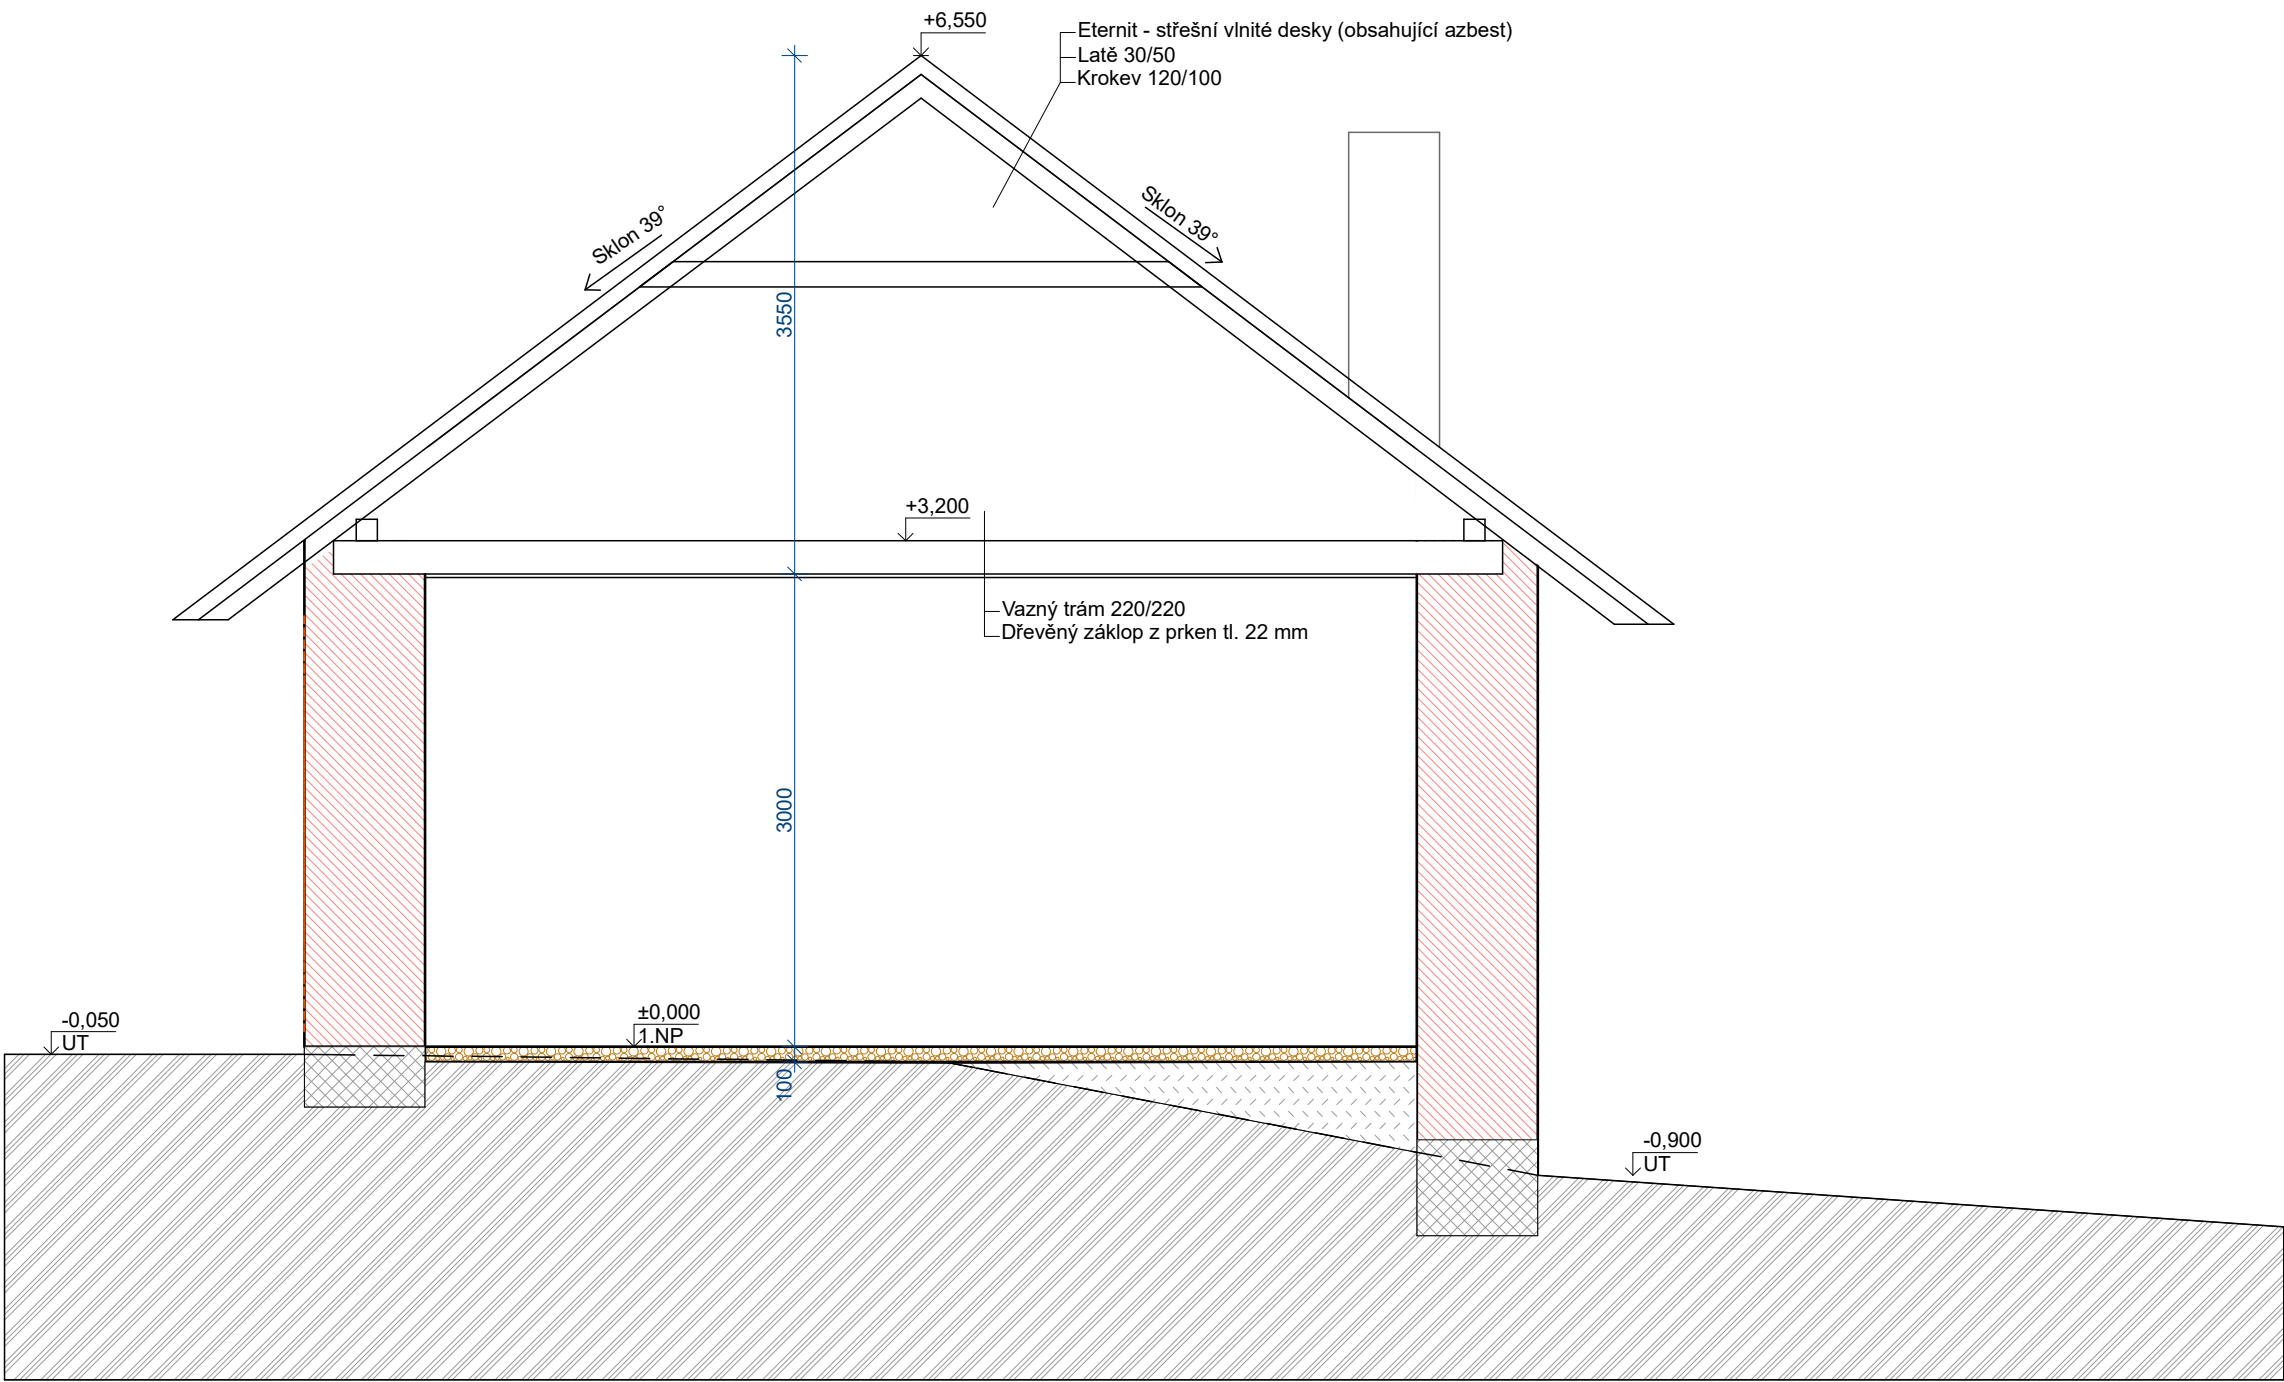 +6,550
Eternit - střešní vlnité desky (obsahující azbest)
Latě 30/50
Krokev 120/100
Sklon 39°
Sklon 39°
3550
+3,200
Vazný trám 220/220
Dřevěný záklop z prken tl. 22 mm
3000
±0,000
1.NP
-0,050
UT
100
-0,900
UT